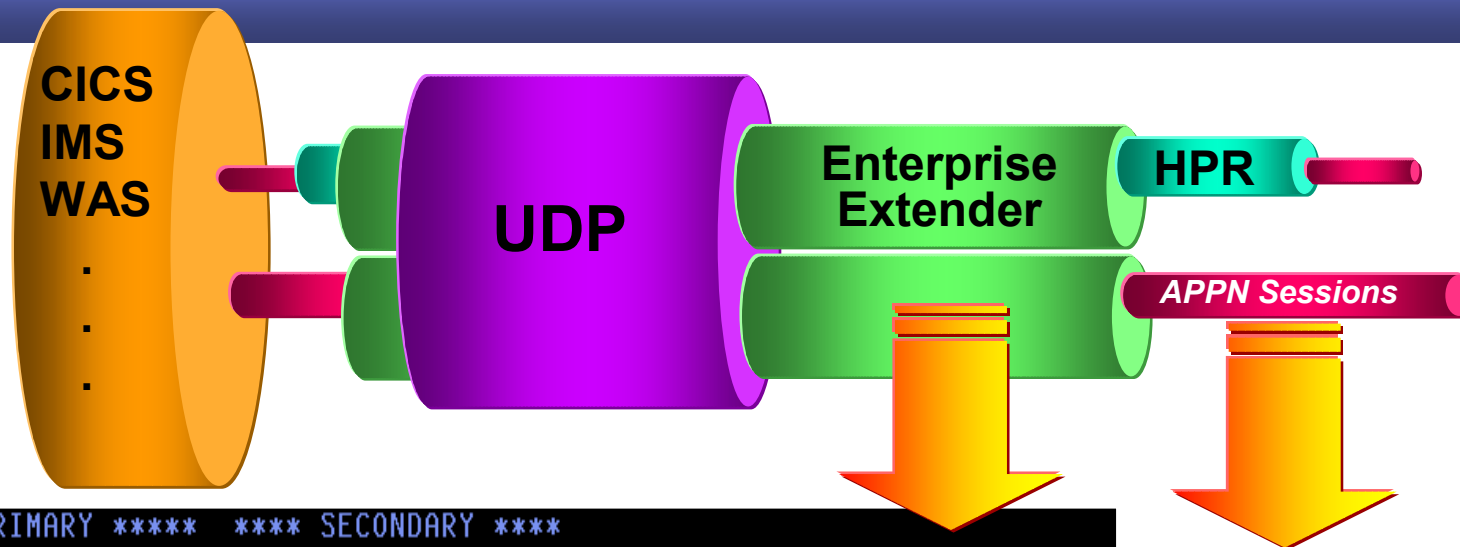 CICS
IMS
WAS
.
.
.
UDP
Enterprise
Extender
HPR
APPN Sessions
RIMARY ***** **** SECONDARY ****